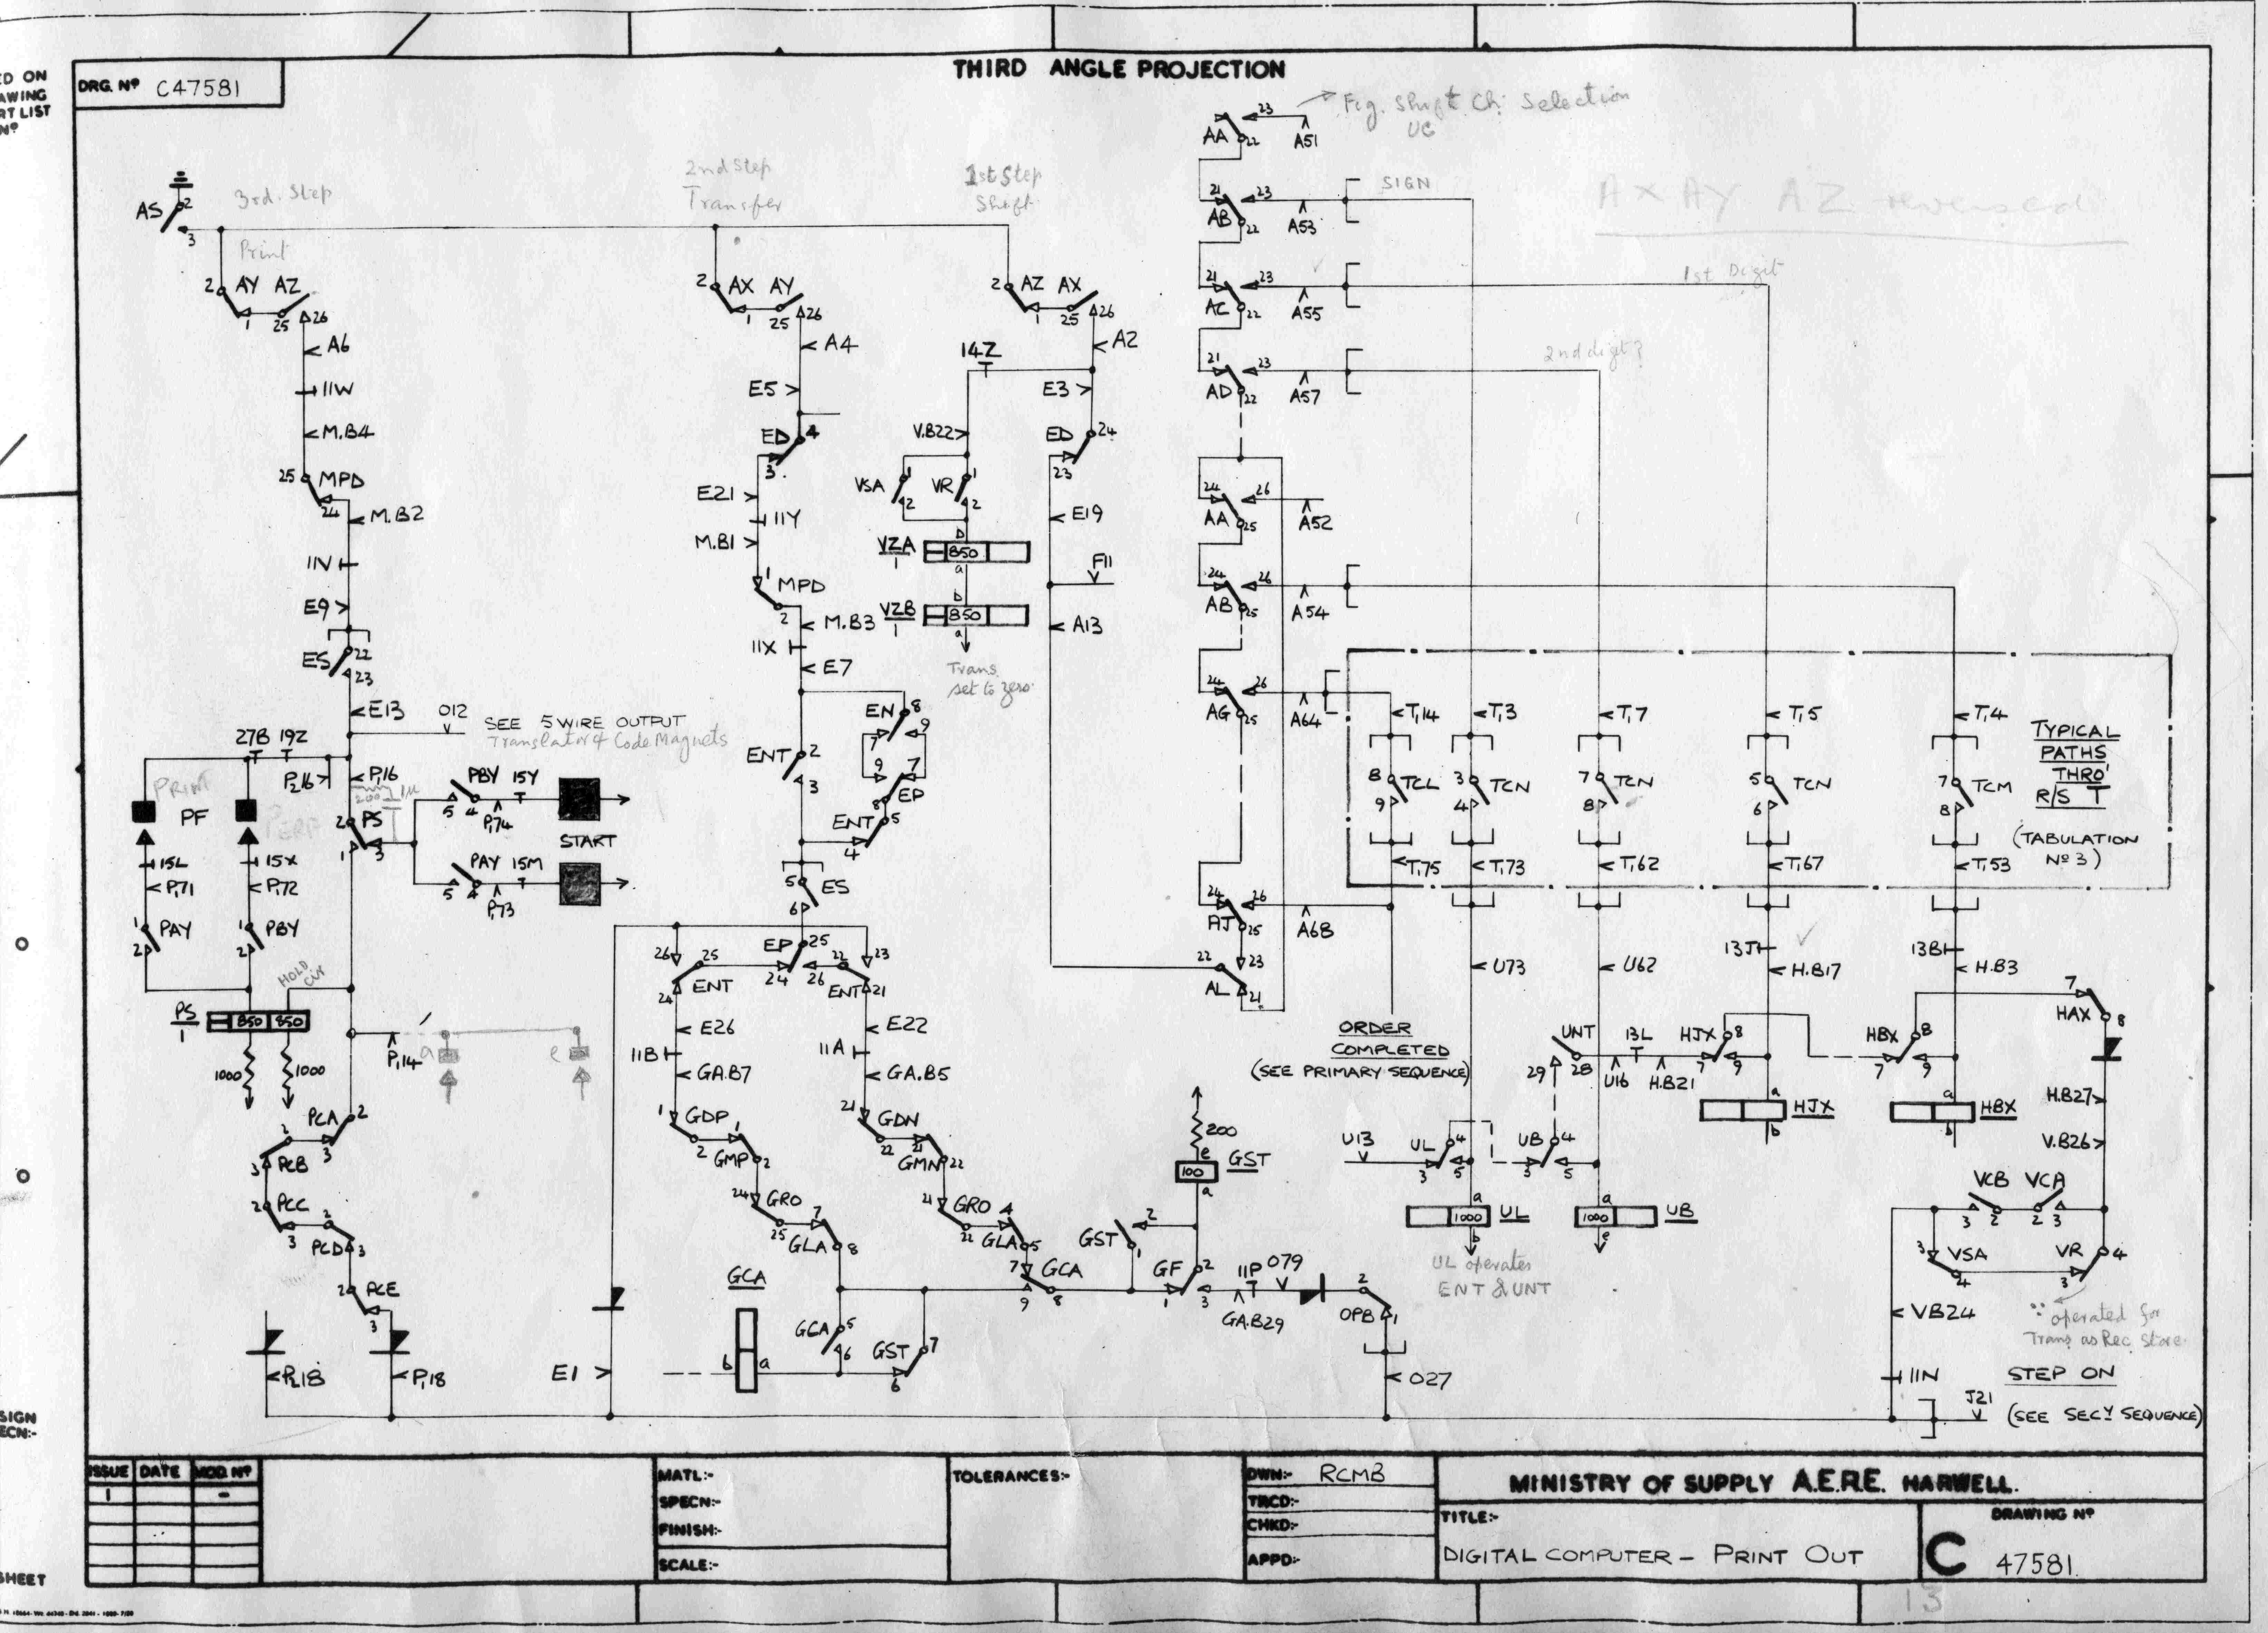 THIRD ANGLE PROJECTION
DRG. Nº C47581
ED ON
AWING
RT LIST
Nº
Fig. Shift Ch. Selection
UC
AA 23 22 A51
3rd. Step
Print
2nd Step
Transfer
1st Step
Shift
SIGN
AX AY AZ reversed
AS 2 3
21 23 AB 22 A53
1st Digit
2 AY AZ 1 25 26
2 AX AY 1 25 26
2 AZ AX 1 25 26
21 23 AC 22 A55
A6
A4
14Z
A2
2nd digit?
21 23 AD 22 A57
11W
E5
E3
M.B4
ED 4 3
V.B22
ED 24 23
25 MPD 24
VSA 1 2
VR 1 2
24 26 AA 25 A52
M.B2
E21
11Y
E19
M.B1
VZA 1
850
b
a
F11
11V
1 MPD 2
24 26 AB 25 A54
E9
VZB 1
850
b
a
M.B3
A13
11X
E7
Trans.
set to zero.
ES 22 23
24 26 AG 25 A64
E13
O12
SEE 5 WIRE OUTPUT
Translator & Code Magnets
EN 8 7 9
T,14
T,3
T,7
T,5
T,4
TYPICAL
PATHS
THRO'
R/S T
(TABULATION
Nº 3)
27B 19Z
P216
P,16
ENT 2 3
9 7 EP 8
8 TCL 9
3 TCN 4
7 TCN 8
5 TCN 6
7 TCM 8
PRINT
PF
PERF
200 1µ
PBY 15Y
5 4 P,74
START
2 PS 1 3
ENT 5 4
15L
15X
P,71
P,72
PAY 15M
5 4 P,73
T,75
T,73
T,62
T,67
T,53
5 ES 6
1 PAY 2
1 PBY 2
24 26 AJ 25 A68
EP 25 24 26
26 25 ENT 24
22 23 ENT 21
22 23 AL 21
13J
H.B17
13B
H.B3
U73
U62
HOLD
PS 1
850 850
1000 1000
P,14
a e
E26
E22
11B
11A
GA.B7
GA.B5
ORDER
COMPLETED
(SEE PRIMARY SEQUENCE)
UNT 29 28
13L
U16
H.B21
HJX 8 7 9
HBX 8 7 9
7 HAX 8
HJX
a
b
HBX
a
b
H.B27
V.B26
PCA 2 3
PCB 2 3
PCC 2 3
PCD 2 3
PCE 2 3
1 GDP 2
GMP 1 2
21 GDN 22
GMN 21 22
200
GST
100
e
a
U13
UL 4 3 5
UB 4 3 5
24 GRO 25
GLA 7 8
21 GRO 22
GLA 4 5
UL
1000
a
b
UB
1000
a
e
VCB VCA
3 2 2 3
3 VSA 4
VR 4 3
UL operates
ENT & UNT
GCA
7 GCA 9 8
GST 2 1
GF 2 1 3
11P O79
GA.B29
2 OPB 1
VB24
∵ operated for
Trans as Rec. Store.
GCA 5 6
GST 7 6
b a
P218
P,18
E1
O27
11N
J21
STEP ON
(SEE SECY SEQUENCE)
SIGN
ECN:-
ISSUE DATE MOD. Nº
1 -
MATL:-
SPECN:-
FINISH:-
SCALE:-
TOLERANCES:-
DWN:- RCMB
TRCD:-
CHKD:-
APPD:-
MINISTRY OF SUPPLY A.E.R.E. HARWELL.
TITLE:-
DIGITAL COMPUTER - PRINT OUT
DRAWING Nº
C 47581.
13
SHEET